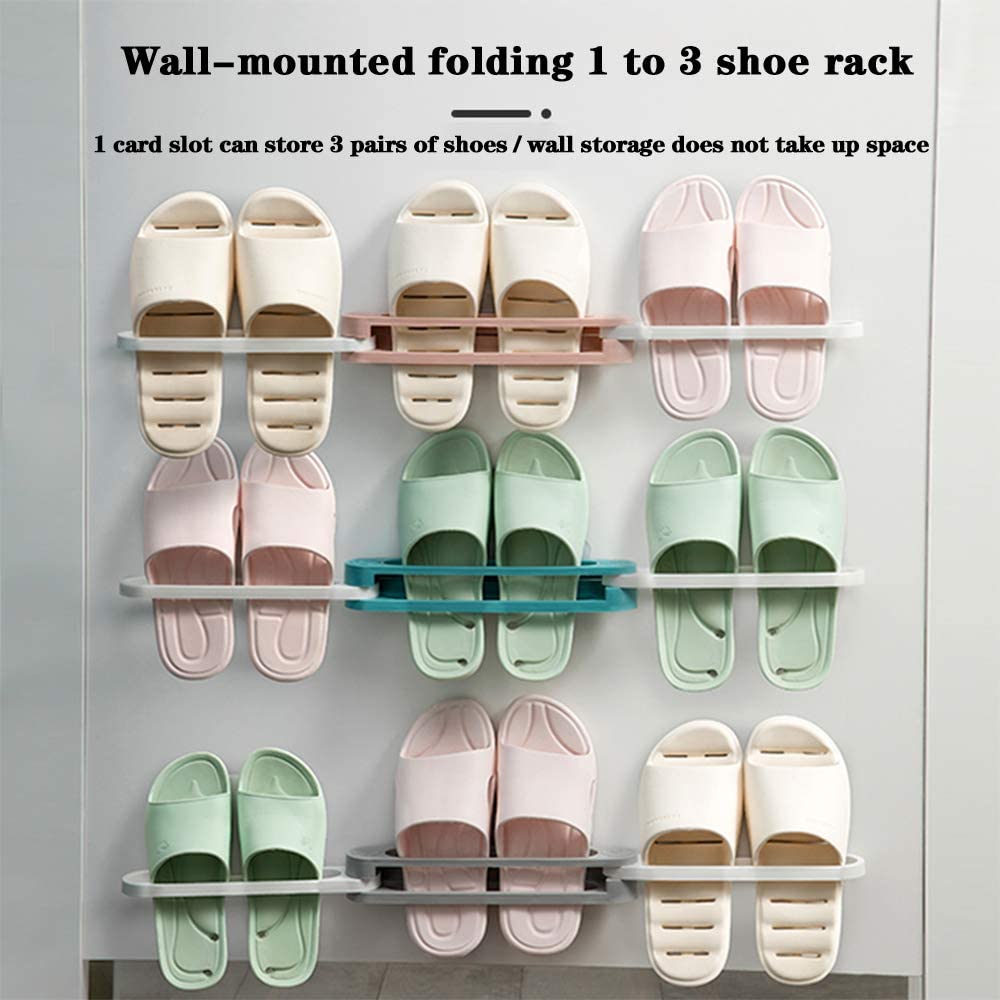 Wall-mounted folding 1 to 3 shoe rack
1 card slot can store 3 pairs of shoes / wall storage does not take up space